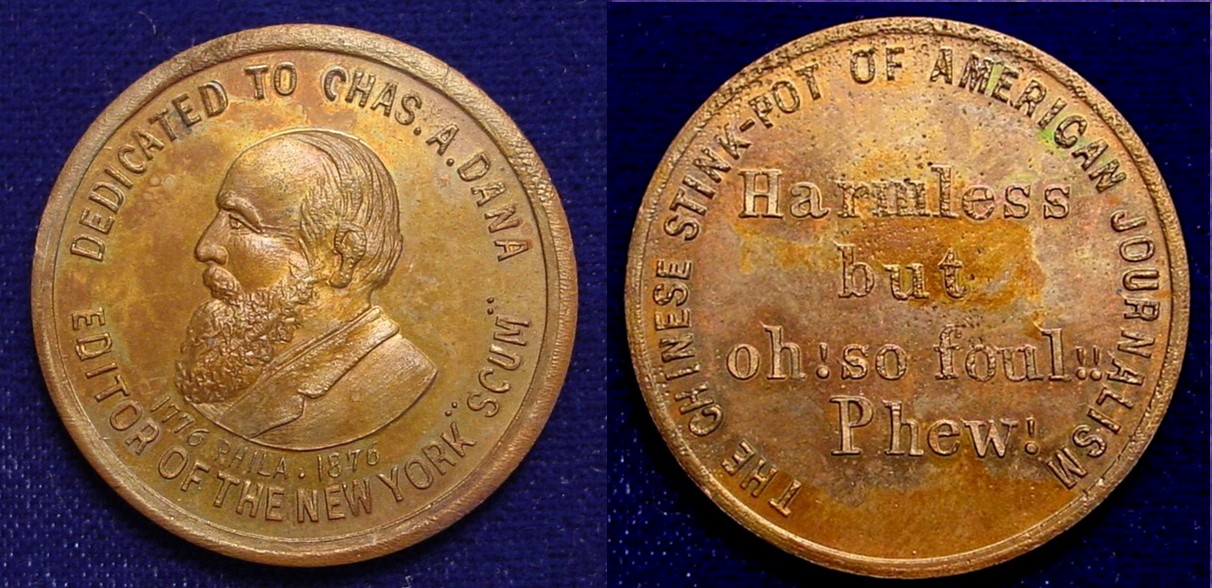 DEDICATED TO CHAS. A. DANA
EDITOR OF THE NEW YORK "SCUM"
1776 PHILA. 1876
THE CHINESE STINK-POT OF AMERICAN JOURNALISM
Harmless
but
oh! so foul!!
Phew!